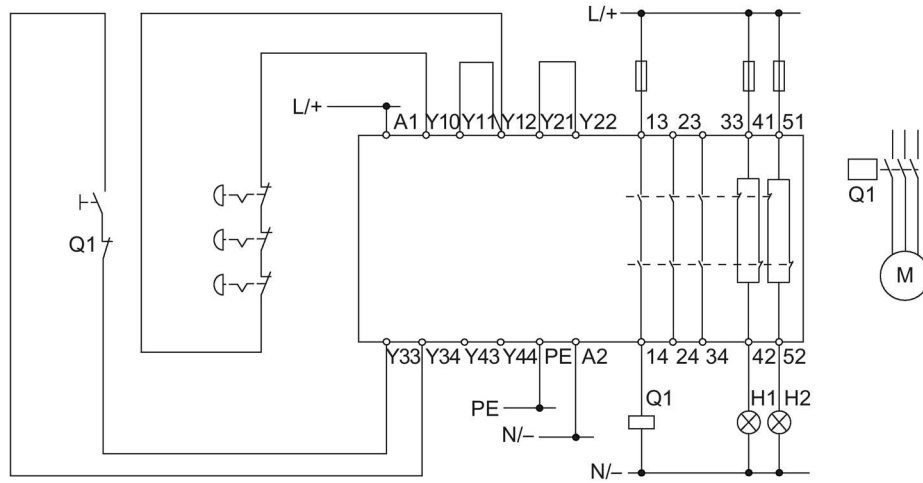 L/+
L/+
A1 Y10 Y11 Y12 Y21 Y22 13 23 33 41 51
Q1
Q1
M
Y33 Y34 Y43 Y44 PE A2 14 24 34 42 52
Q1 H1 H2
PE
N/–
N/–